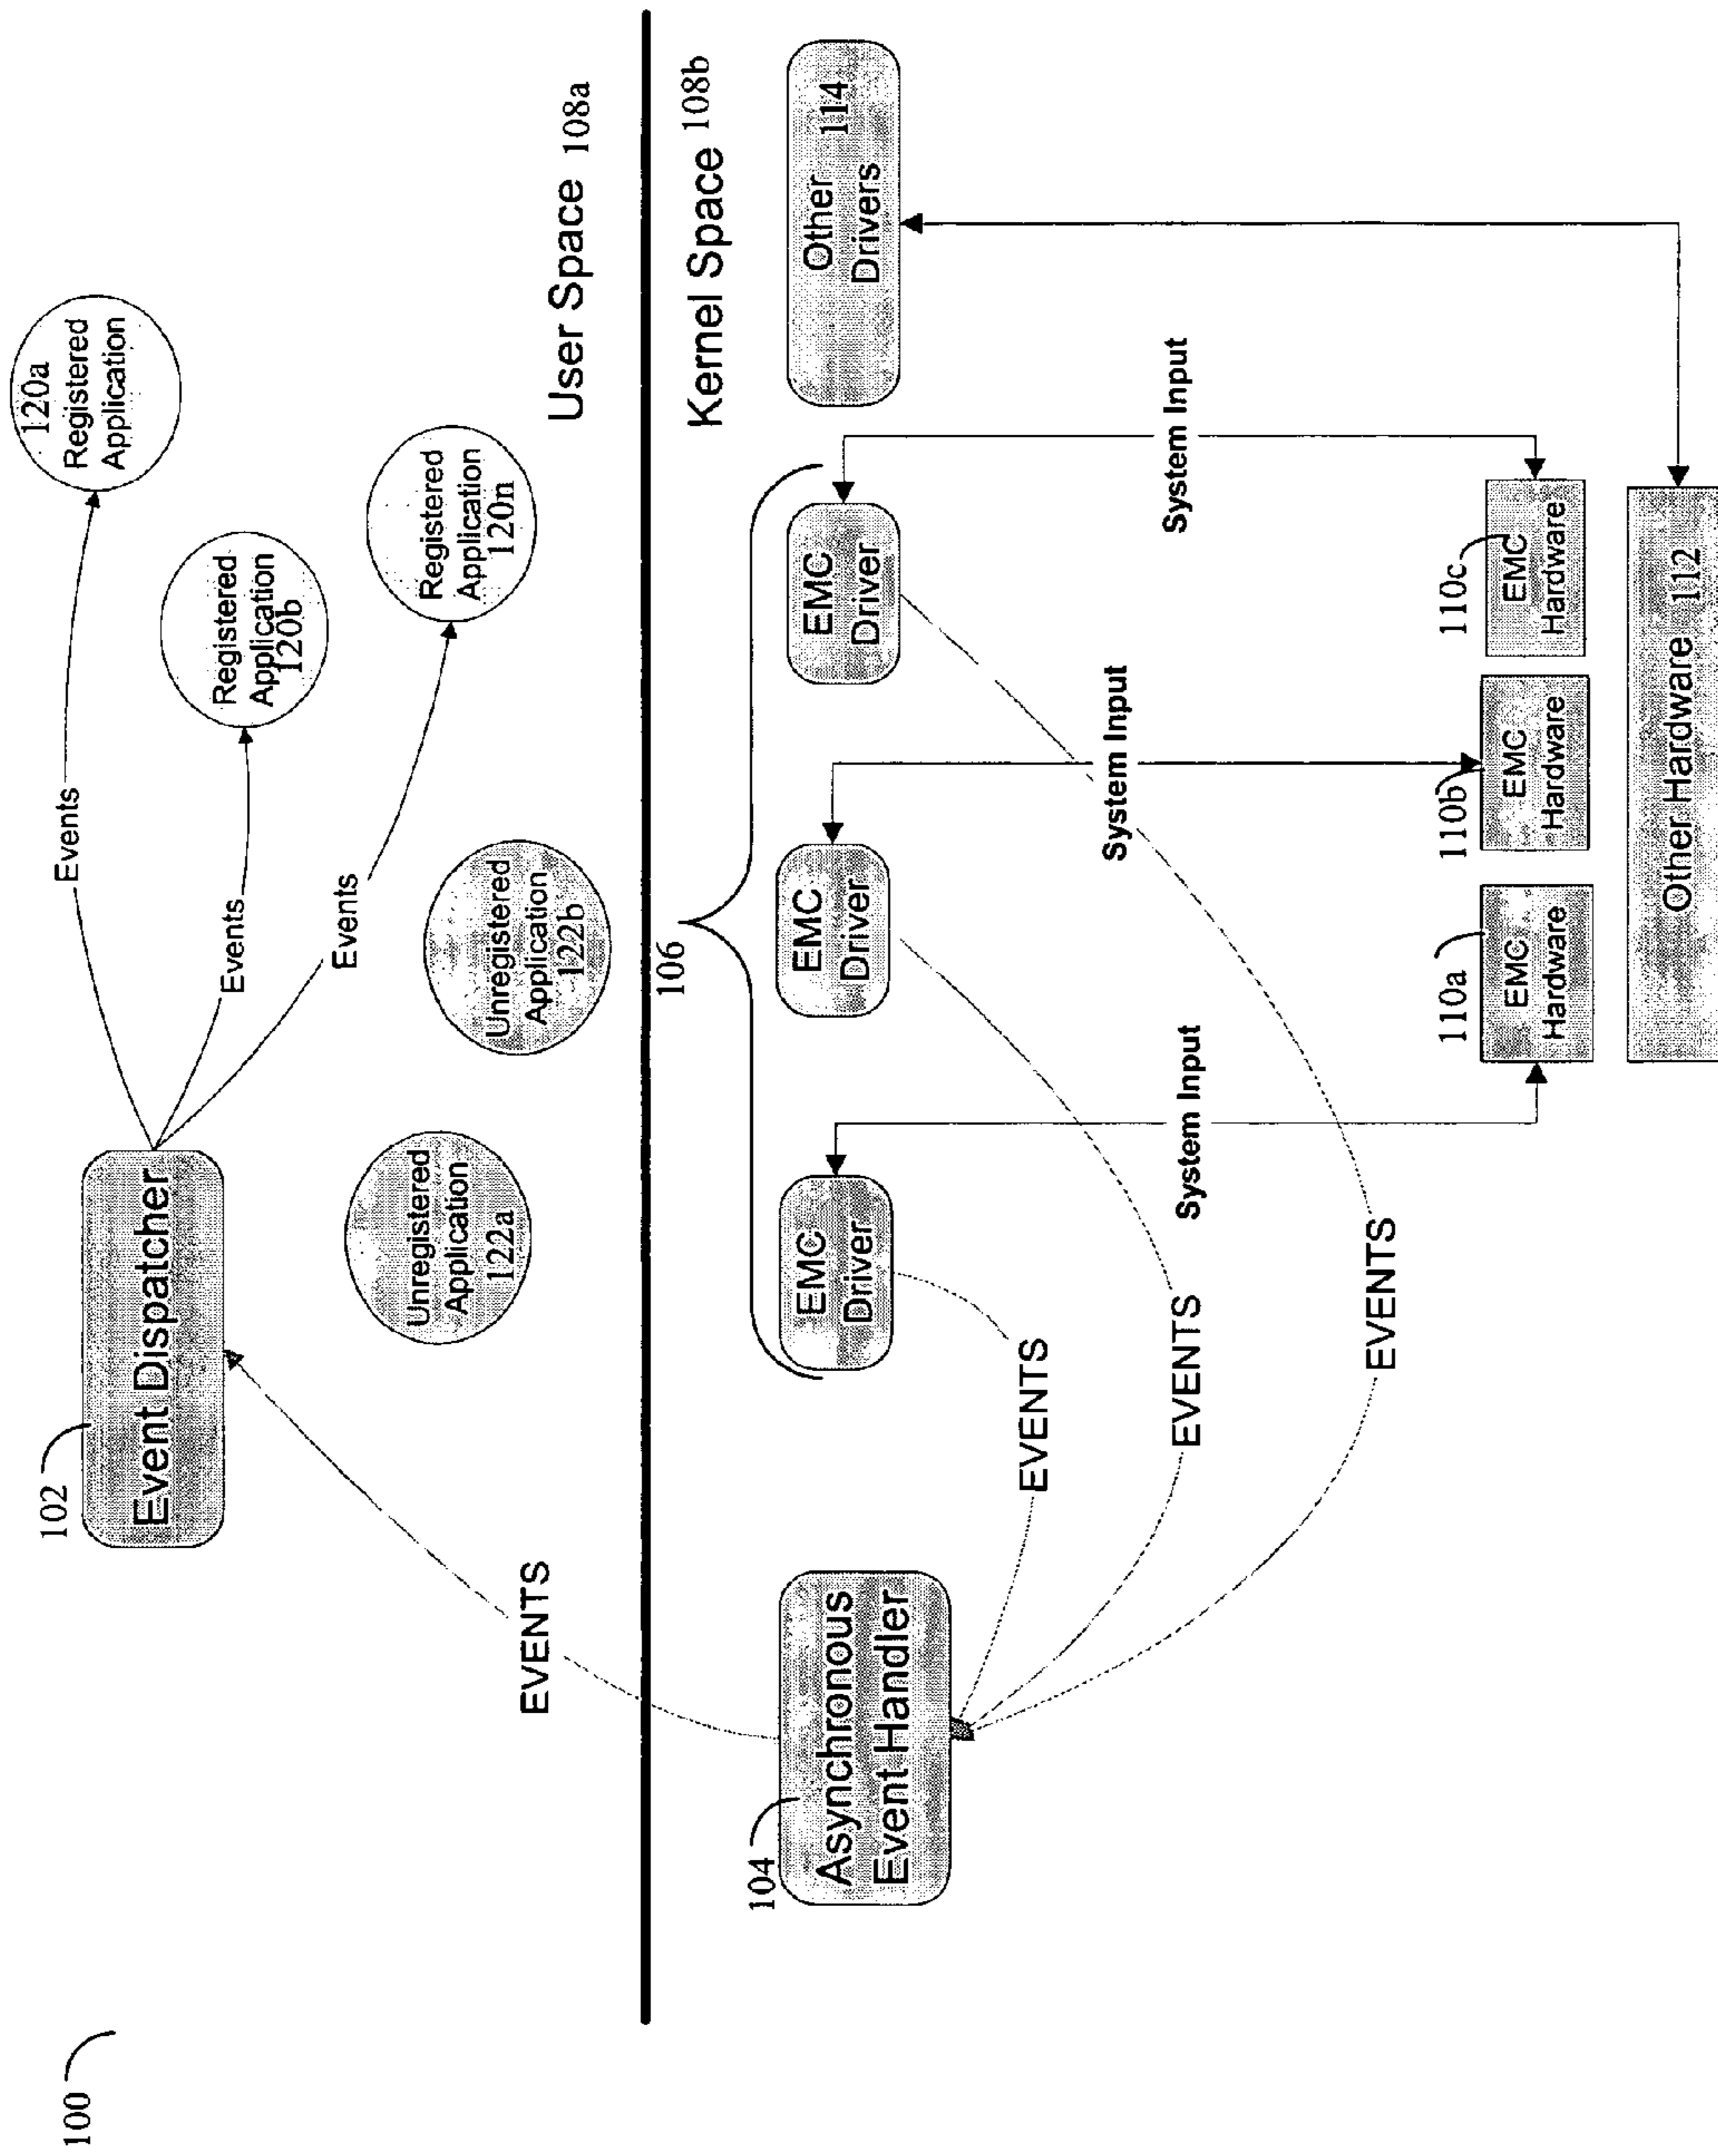 100
102
Event Dispatcher
Events
Events
Events
120a
Registered
Application
Registered
Application
120b
Registered
Application
120n
Unregistered
Application
122a
Unregistered
Application
122b
EVENTS
User Space 108a
Kernel Space 108b
106
104
Asynchronous
Event Handler
EMC
Driver
EMC
Driver
EMC
Driver
Other 114
Drivers
EVENTS
EVENTS
EVENTS
System Input
System Input
System Input
110a
EMC
Hardware
110b
EMC
Hardware
110c
EMC
Hardware
Other Hardware 112